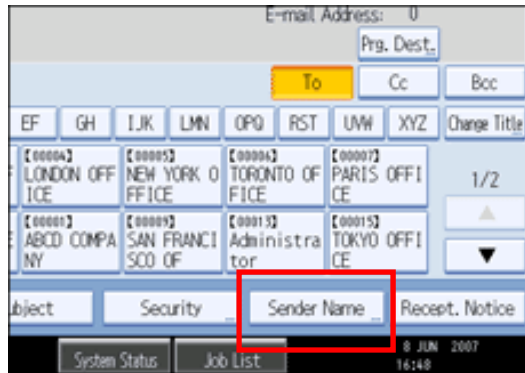 E-mail Address: 0
Prg. Dest.
To Cc Bcc
EF GH IJK LMN OPQ RST UVW XYZ Change Title
【00004】 【00005】 【00006】 【00007】
LONDON OFF NEW YORK O TORONTO OF PARIS OFFI
ICE FFICE FICE CE
1/2
【00001】 【00009】 【00013】 【00015】
ABCD COMPA SAN FRANCI Administra TOKYO OFFI
NY SCO OF tor CE
bject Security Sender Name Recept. Notice
System Status Job List 8 JUN 2007
16:48